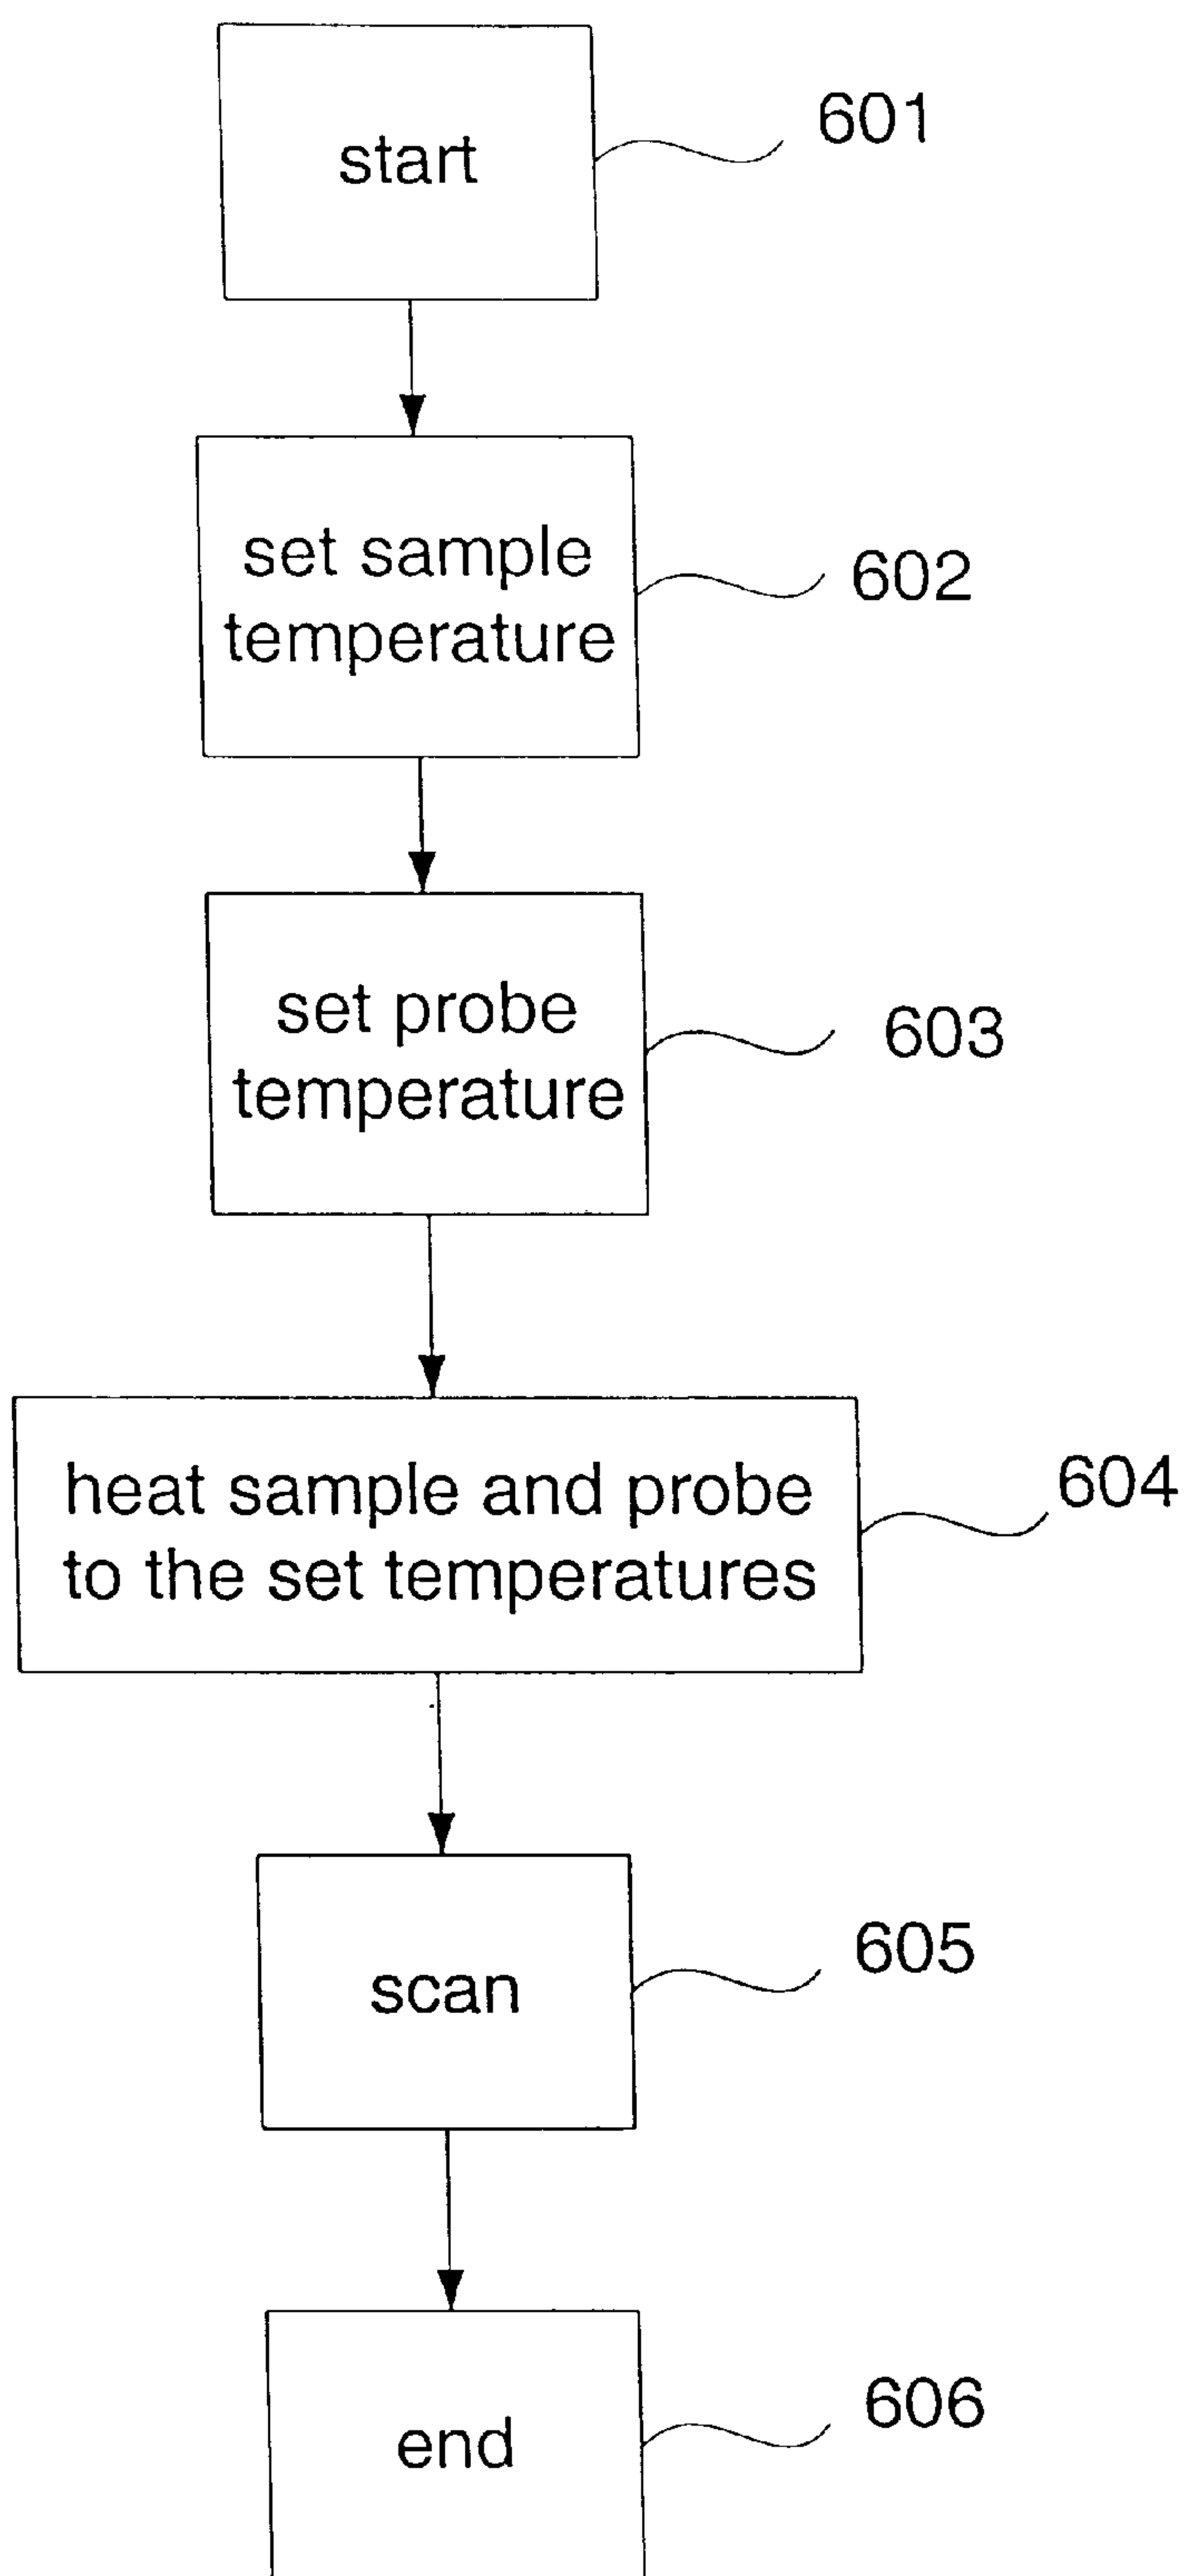 start
601
set sample
temperature
602
set probe
temperature
603
heat sample and probe
to the set temperatures
604
scan
605
end
606